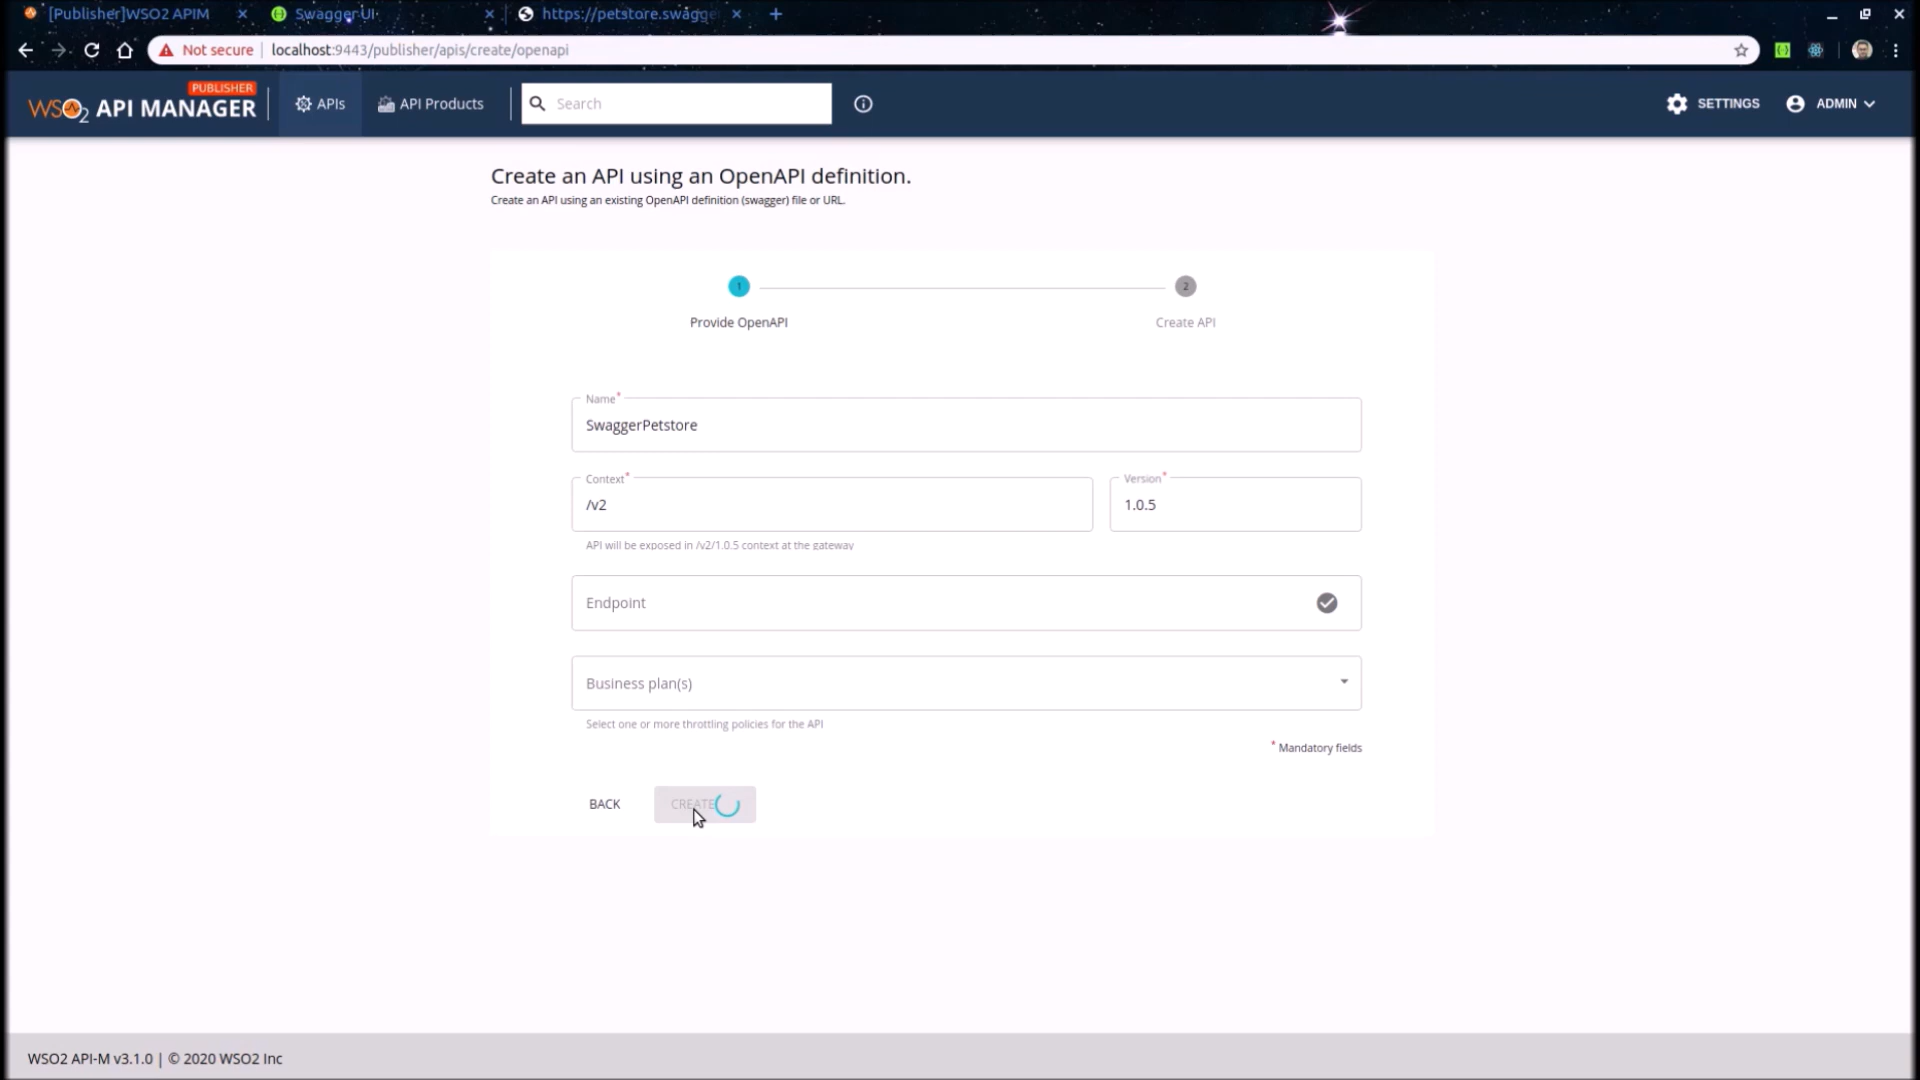 [Publisher]WSO2 APIM
Swagger UI
https://petstore.swagge
Not secure
localhost:9443/publisher/apis/create/openapi
PUBLISHER
WSO2 API MANAGER
APIs
API Products
Search
SETTINGS
ADMIN
Create an API using an OpenAPI definition.
Create an API using an existing OpenAPI definition (swagger) file or URL.
1
2
Provide OpenAPI
Create API
Name*
SwaggerPetstore
Context*
Version*
/v2
1.0.5
API will be exposed in /v2/1.0.5 context at the gateway
Endpoint
Business plan(s)
Select one or more throttling policies for the API
* Mandatory fields
BACK
CREATE
WSO2 API-M v3.1.0 | © 2020 WSO2 Inc